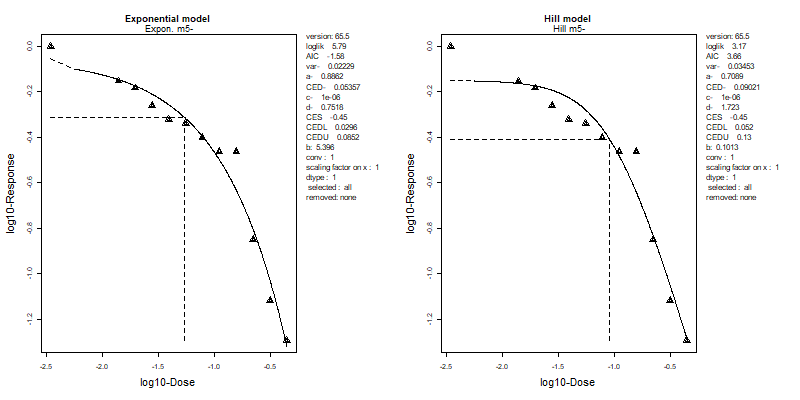 Exponential model
Expon. m5-
version: 65.5
loglik 5.79
AIC -1.58
var- 0.02229
a- 0.8862
CED- 0.05357
c- 1e-06
d- 0.7518
CES -0.45
CEDL 0.0296
CEDU 0.0852
b: 5.396
conv : 1
scaling factor on x : 1
dtype : 1
selected : all
removed: none
log10-Response
0.0
-0.2
-0.4
-0.6
-0.8
-1.0
-1.2
-2.5 -2.0 -1.5 -1.0 -0.5
log10-Dose
Hill model
Hill m5-
version: 65.5
loglik 3.17
AIC 3.66
var- 0.03453
a- 0.7089
CED- 0.09021
c- 1e-06
d- 1.723
CES -0.45
CEDL 0.052
CEDU 0.13
b: 0.1013
conv : 1
scaling factor on x : 1
dtype : 1
selected : all
removed: none
log10-Response
0.0
-0.2
-0.4
-0.6
-0.8
-1.0
-1.2
-2.5 -2.0 -1.5 -1.0 -0.5
log10-Dose